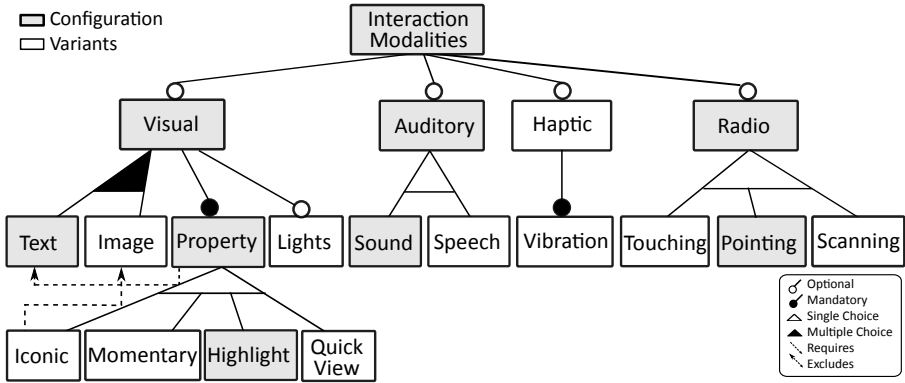 Configuration
Variants
Interaction
Modalities
Visual
Auditory
Haptic
Radio
Text
Image
Property
Lights
Sound
Speech
Vibration
Touching
Pointing
Scanning
Iconic
Momentary
Highlight
Quick
View
Optional
Mandatory
Single Choice
Multiple Choice
Requires
Excludes